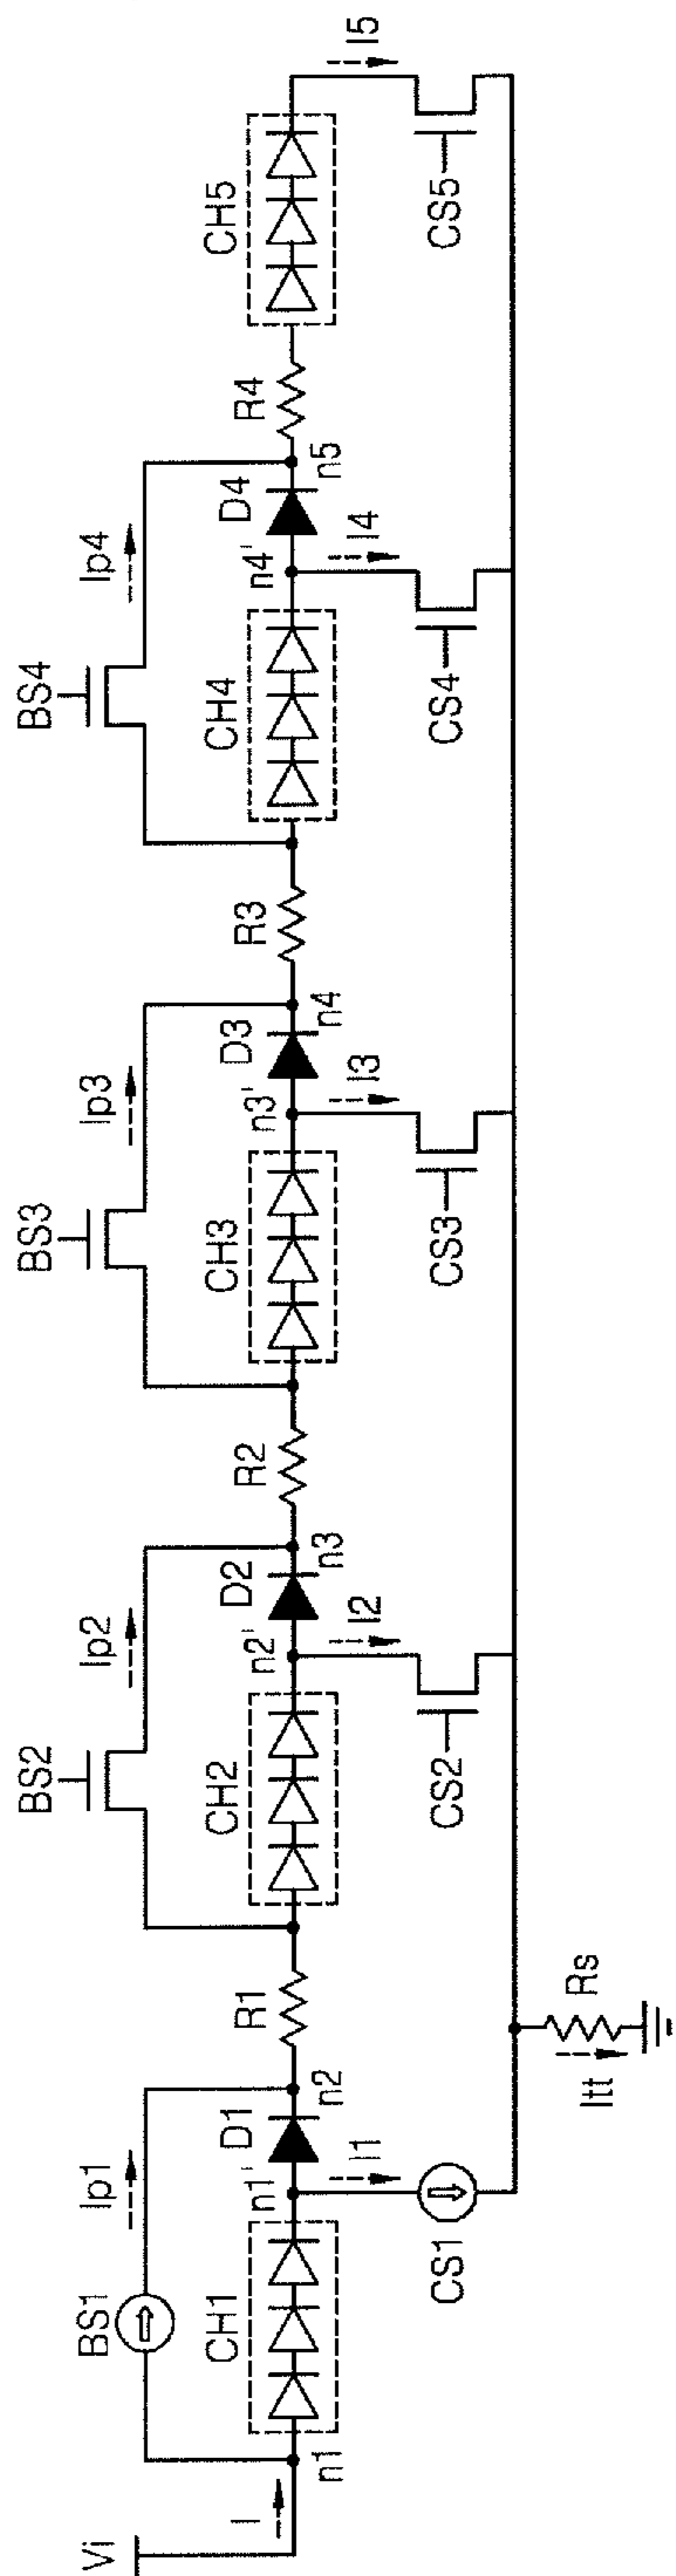 Vi
I
n1
BS1
Ip1
CH1
n1'
D1
n2
I1
CS1
R1
Itt
Rs
BS2
Ip2
CH2
n2'
D2
n3
I2
CS2
R2
BS3
Ip3
CH3
n3'
D3
n4
I3
CS3
R3
BS4
Ip4
CH4
n4'
D4
n5
I4
CS4
R4
CH5
I5
CS5